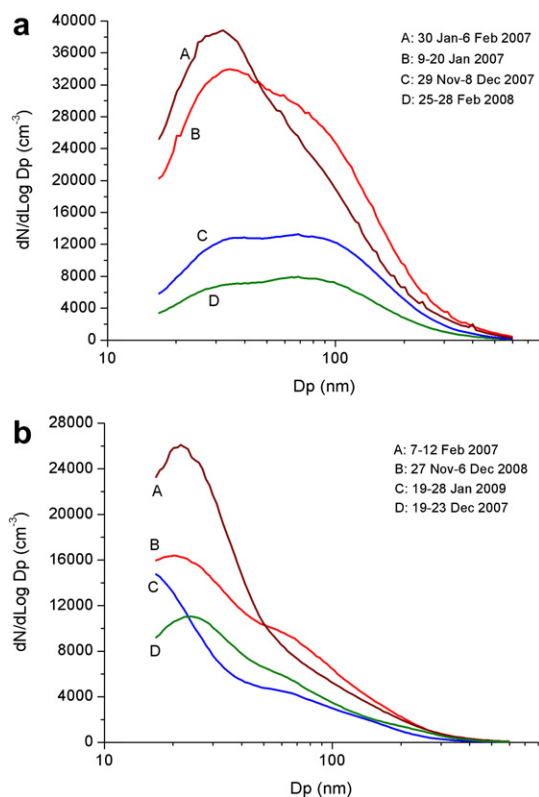 a
A: 30 Jan-6 Feb 2007
B: 9-20 Jan 2007
C: 29 Nov-8 Dec 2007
D: 25-28 Feb 2008
dN/dLog Dp (cm-3)
40000
36000
32000
28000
24000
20000
16000
12000
8000
4000
0
A
B
C
D
10
100
Dp (nm)
b
A: 7-12 Feb 2007
B: 27 Nov-6 Dec 2008
C: 19-28 Jan 2009
D: 19-23 Dec 2007
dN/dLog Dp (cm-3)
28000
24000
20000
16000
12000
8000
4000
0
A
B
C
D
10
100
Dp (nm)